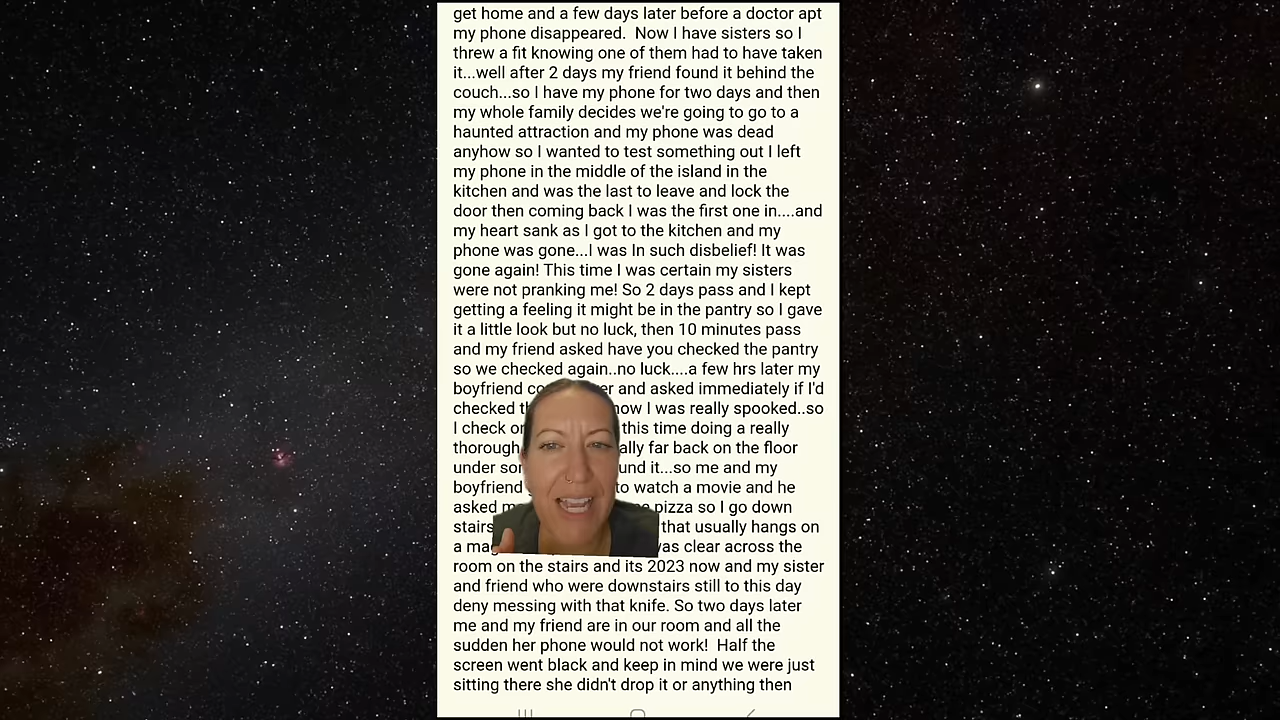 get home and a few days later before a doctor apt
my phone disappeared.  Now I have sisters so I
threw a fit knowing one of them had to have taken
it...well after 2 days my friend found it behind the
couch...so I have my phone for two days and then
my whole family decides we're going to go to a
haunted attraction and my phone was dead
anyhow so I wanted to test something out I left
my phone in the middle of the island in the
kitchen and was the last to leave and lock the
door then coming back I was the first one in....and
my heart sank as I got to the kitchen and my
phone was gone...I was In such disbelief! It was
gone again! This time I was certain my sisters
were not pranking me! So 2 days pass and I kept
getting a feeling it might be in the pantry so I gave
it a little look but no luck, then 10 minutes pass
and my friend asked have you checked the pantry
so we checked again..no luck....a few hrs later my
boyfriend and asked immediately if I'd
checked I was really spooked..so
I check this time doing a really
thorough far back on the floor
under it...so me and my
boyfriend to watch a movie and he
asked pizza so I go down
stairs that usually hangs on
a was clear across the
room on the stairs and its 2023 now and my sister
and friend who were downstairs still to this day
deny messing with that knife. So two days later
me and my friend are in our room and all the
sudden her phone would not work!  Half the
screen went black and keep in mind we were just
sitting there she didn't drop it or anything then